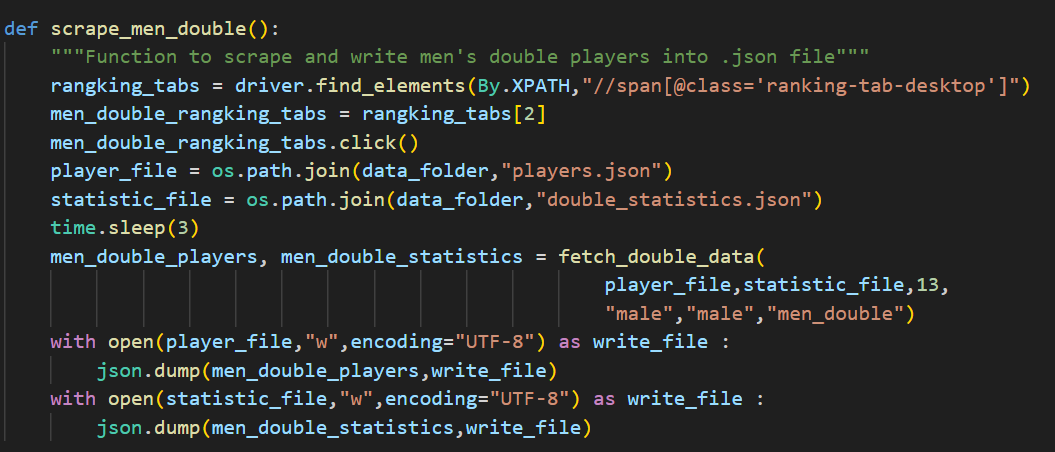 def scrape_men_double():
    """Function to scrape and write men's double players into .json file"""
    rangking_tabs = driver.find_elements(By.XPATH,"//span[@class='ranking-tab-desktop']")
    men_double_rangking_tabs = rangking_tabs[2]
    men_double_rangking_tabs.click()
    player_file = os.path.join(data_folder,"players.json")
    statistic_file = os.path.join(data_folder,"double_statistics.json")
    time.sleep(3)
    men_double_players, men_double_statistics = fetch_double_data(
                                                    player_file,statistic_file,13,
                                                    "male","male","men_double")
    with open(player_file,"w",encoding="UTF-8") as write_file :
        json.dump(men_double_players,write_file)
    with open(statistic_file,"w",encoding="UTF-8") as write_file :
        json.dump(men_double_statistics,write_file)